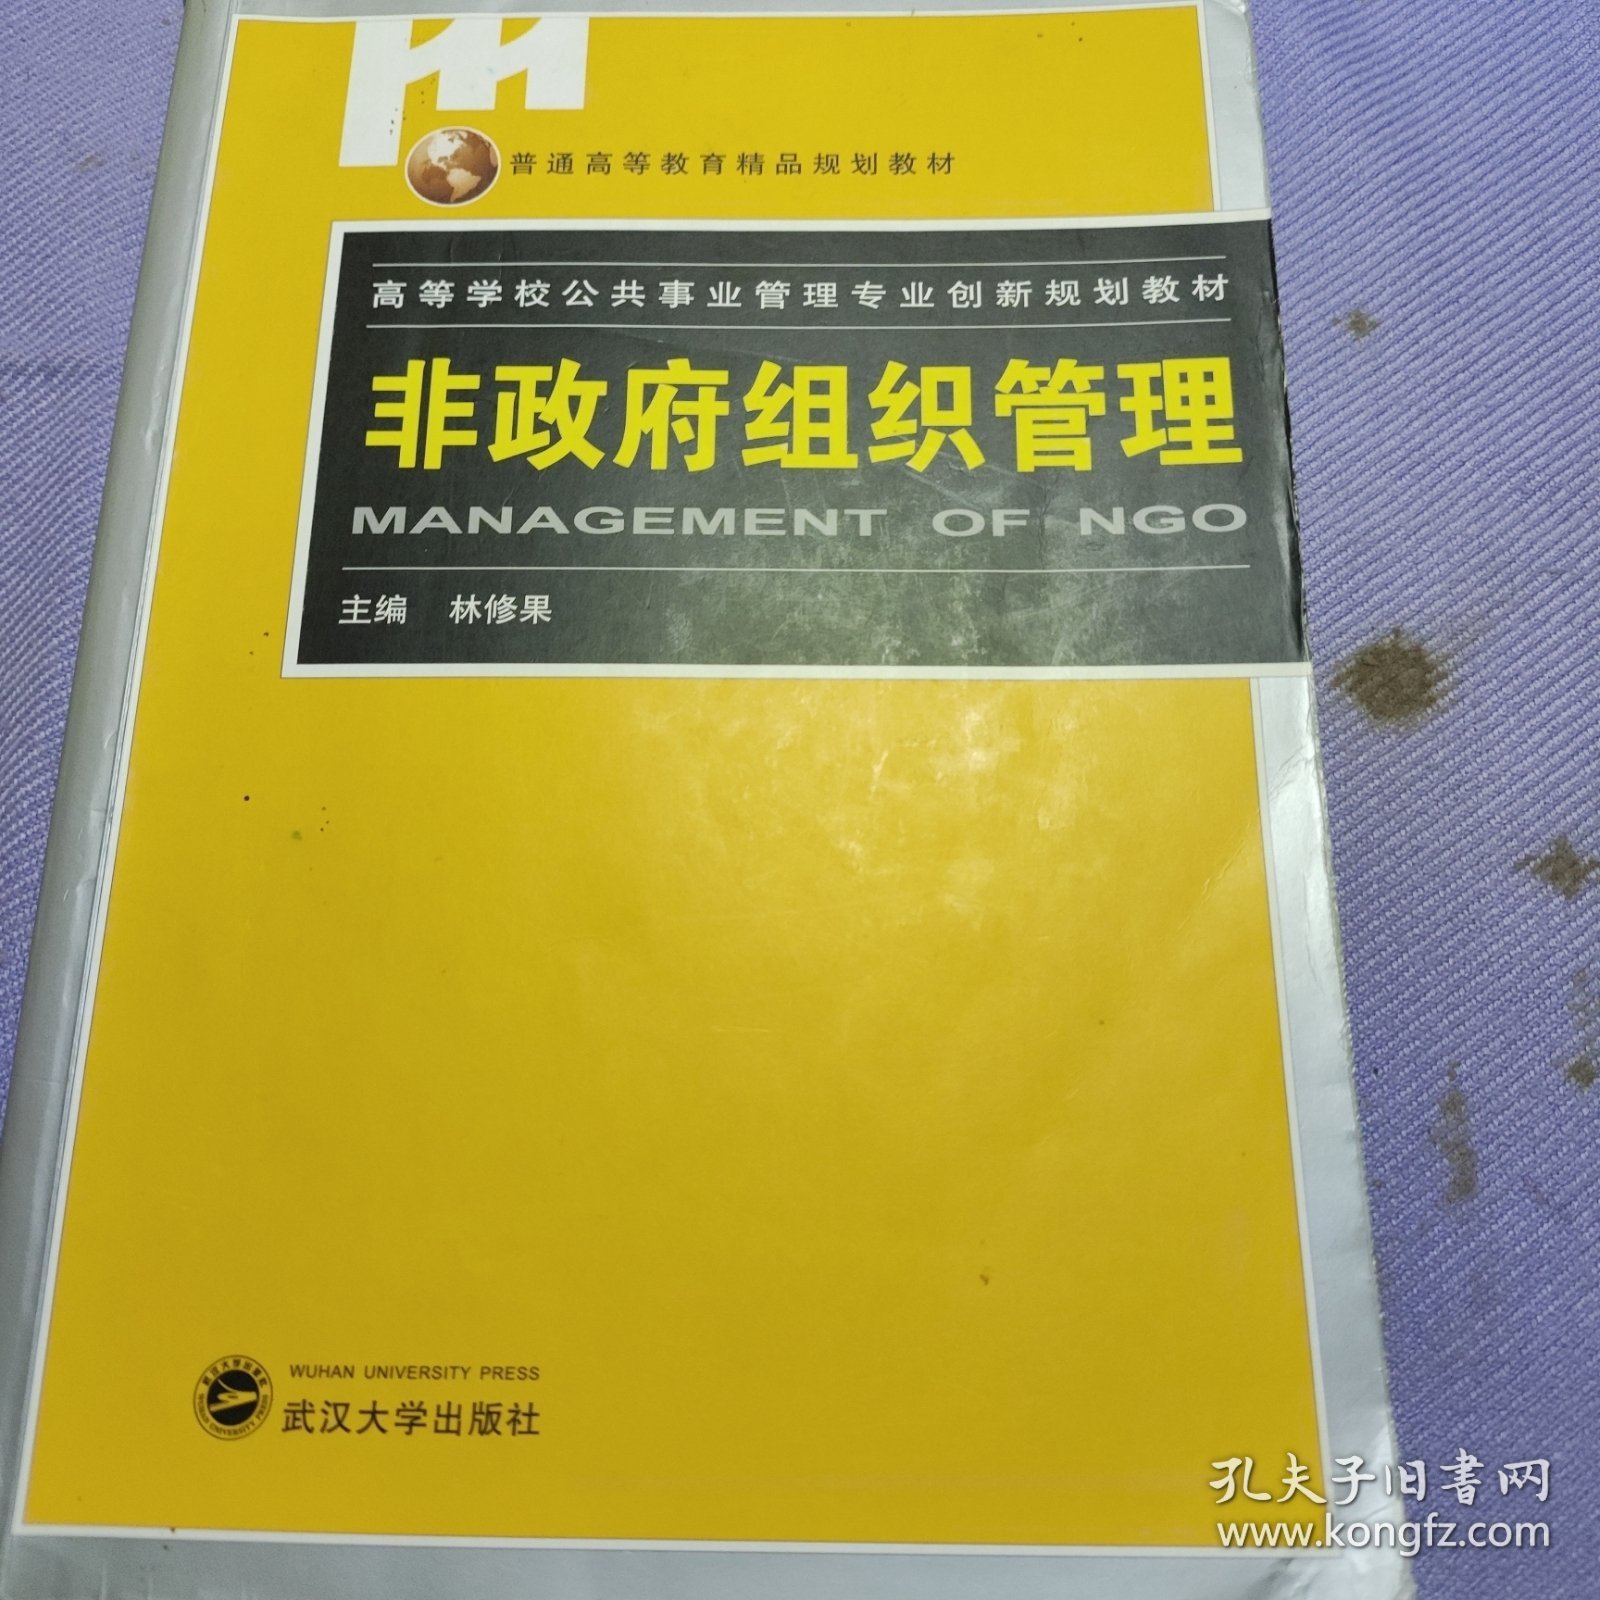 普通高等教育精品规划教材
高等学校公共事业管理专业创新规划教材
非政府组织管理
MANAGEMENT OF NGO
主编 林修果
WUHAN UNIVERSITY PRESS
武汉大学出版社
孔夫子旧书网
www.kongfz.com